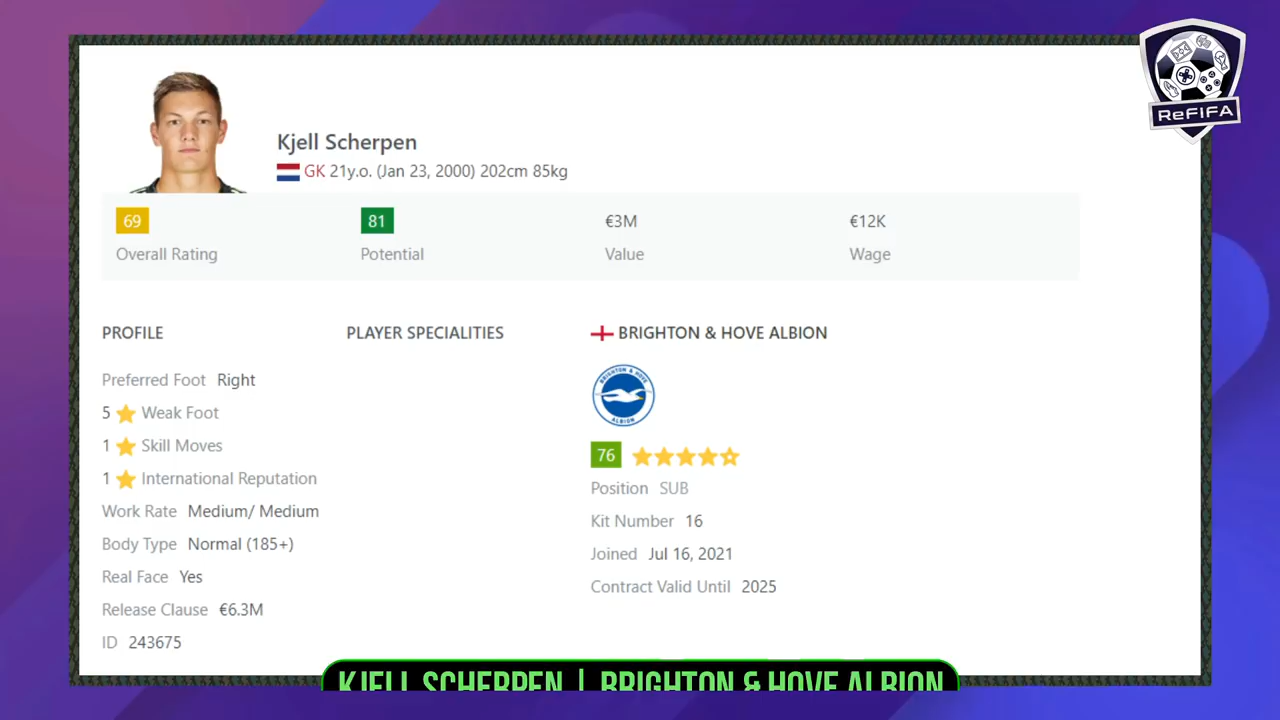 ReFIFA
Kjell Scherpen
GK 21y.o. (Jan 23, 2000) 202cm 85kg
69 81 €3M €12K
Overall Rating Potential Value Wage
PROFILE PLAYER SPECIALITIES BRIGHTON & HOVE ALBION
Preferred Foot Right
5 Weak Foot
1 Skill Moves
1 International Reputation
Work Rate Medium/ Medium
Body Type Normal (185+)
Real Face Yes
Release Clause €6.3M
ID 243675
BRIGHTON & HOVE
ALBION
76
Position SUB
Kit Number 16
Joined Jul 16, 2021
Contract Valid Until 2025
KJELL SCHERPEN | BRIGHTON & HOVE ALBION